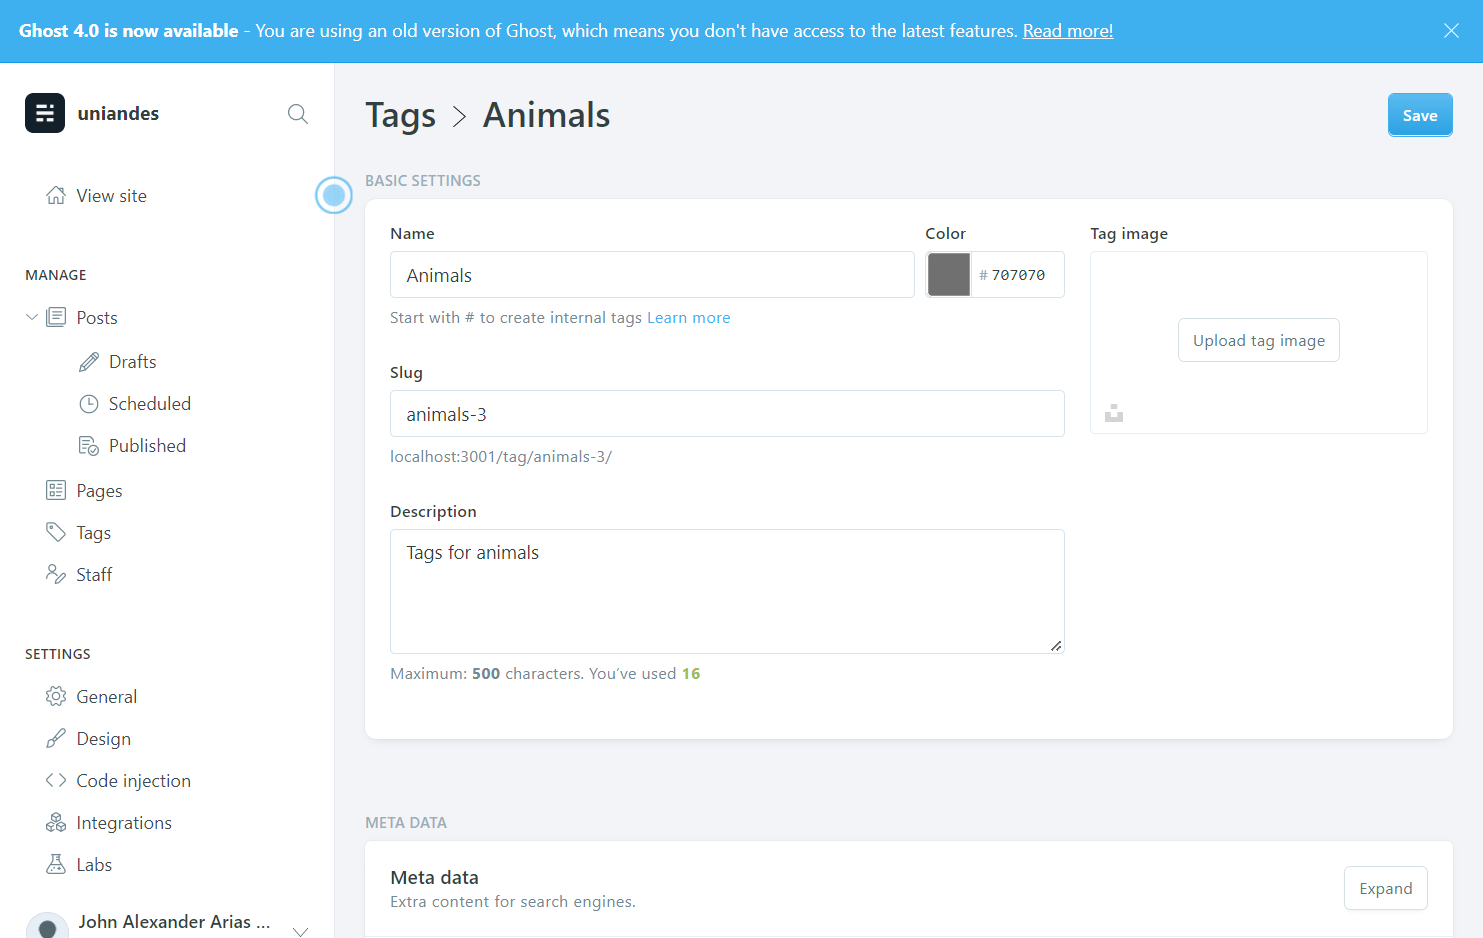 Ghost 4.0 is now available - You are using an old version of Ghost, which means you don't have access to the latest features. Read more!
uniandes
View site
MANAGE
Posts
Drafts
Scheduled
Published
Pages
Tags
Staff
SETTINGS
General
Design
Code injection
Integrations
Labs
John Alexander Arias ...
Tags > Animals
Save
BASIC SETTINGS
Name
Animals
Start with # to create internal tags Learn more
Color
# 707070
Tag image
Upload tag image
Slug
animals-3
localhost:3001/tag/animals-3/
Description
Tags for animals
Maximum: 500 characters. You’ve used 16
META DATA
Meta data
Extra content for search engines.
Expand